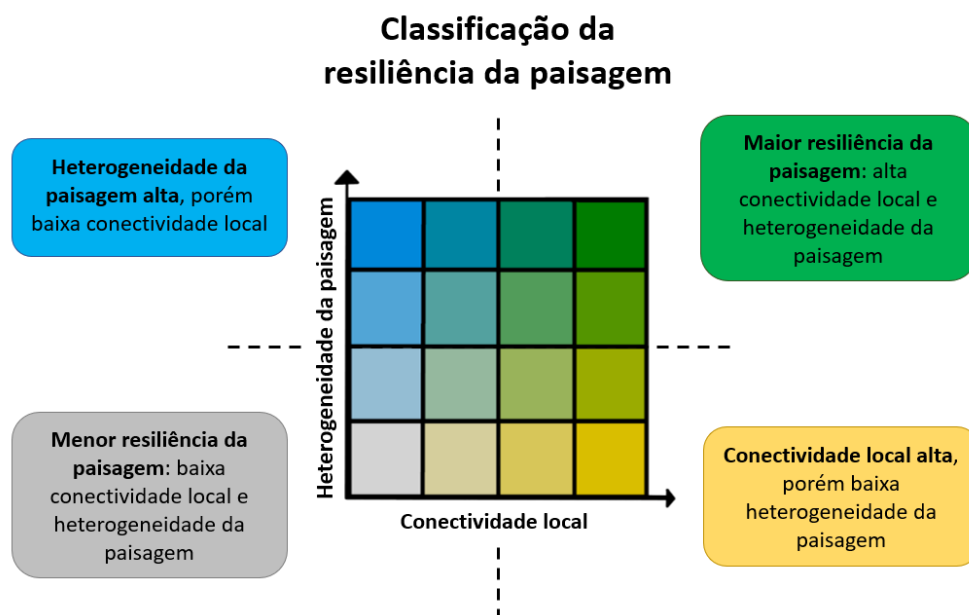 Classificação da
resiliência da paisagem
Heterogeneidade da
paisagem alta, porém
baixa conectividade local
Maior resiliência da
paisagem: alta
conectividade local e
heterogeneidade da
paisagem
Heterogeneidade da paisagem
Menor resiliência da
paisagem: baixa
conectividade local e
heterogeneidade da
paisagem
Conectividade local alta,
porém baixa
heterogeneidade da
paisagem
Conectividade local